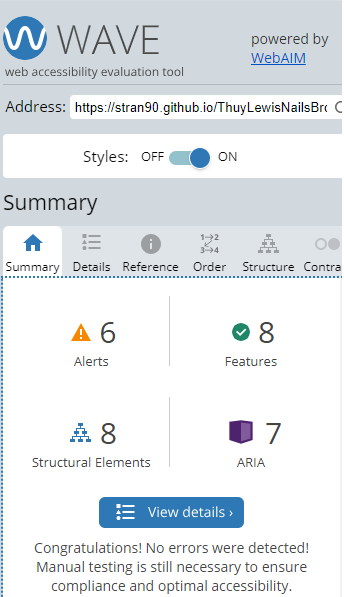 WAVE
web accessibility evaluation tool
powered by
WebAIM
Address: https://stran90.github.io/ThuyLewisNailsBr
Styles: OFF ON
Summary
Summary Details Reference Order Structure Contra
6
Alerts
8
Features
8
Structural Elements
7
ARIA
View details ›
Congratulations! No errors were detected!
Manual testing is still necessary to ensure
compliance and optimal accessibility.